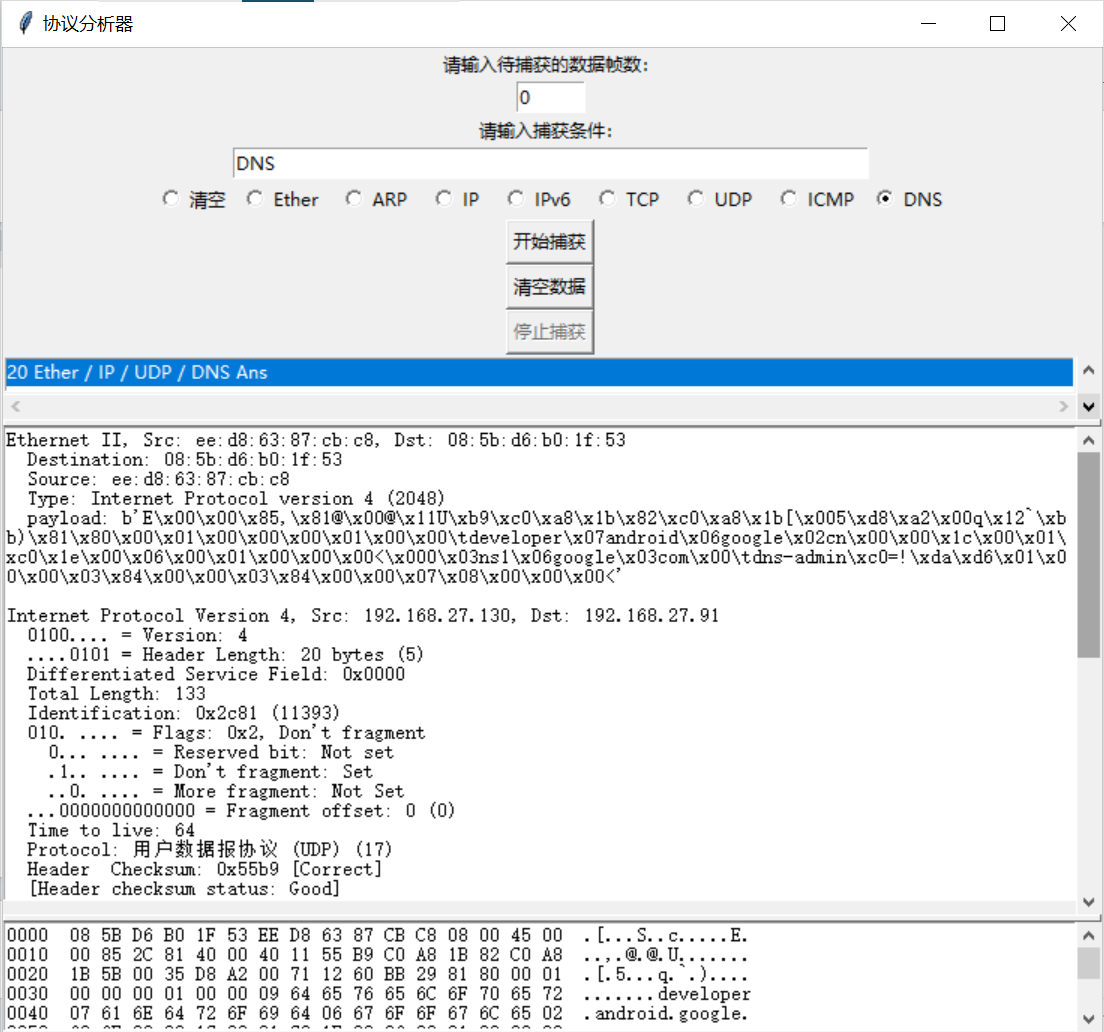 协议分析器
请输入待捕获的数据帧数:
0
请输入捕获条件:
DNS
清空 Ether ARP IP IPv6 TCP UDP ICMP DNS
开始捕获
清空数据
停止捕获
20 Ether / IP / UDP / DNS Ans
Ethernet II, Src: ee:d8:63:87:cb:c8, Dst: 08:5b:d6:b0:1f:53
Destination: 08:5b:d6:b0:1f:53
Source: ee:d8:63:87:cb:c8
Type: Internet Protocol version 4 (2048)
payload: b'E\x00\x00\x85,\x81@\x00@\x11U\xb9\xc0\xa8\x1b\x82\xc0\xa8\x1b[\x005\xd8\xa2\x00q\x12`\xb
b)\x81\x80\x00\x01\x00\x00\x00\x01\x00\x00\tdeveloper\x07android\x06google\x02cn\x00\x00\x1c\x00\x01\
xc0\x1e\x00\x06\x00\x01\x00\x00\x00<\x000\x03ns1\x06google\x03com\x00\tdns-admin\xc0=!\xda\xd6\x01\x0
0\x00\x03\x84\x00\x00\x03\x84\x00\x00\x07\x08\x00\x00\x00<'
Internet Protocol Version 4, Src: 192.168.27.130, Dst: 192.168.27.91
0100.... = Version: 4
....0101 = Header Length: 20 bytes (5)
Differentiated Service Field: 0x0000
Total Length: 133
Identification: 0x2c81 (11393)
010. .... = Flags: 0x2, Don't fragment
0... .... = Reserved bit: Not set
.1.. .... = Don't fragment: Set
..0. .... = More fragment: Not Set
...0000000000000 = Fragment offset: 0 (0)
Time to live: 64
Protocol: 用户数据报协议 (UDP) (17)
Header  Checksum: 0x55b9 [Correct]
[Header checksum status: Good]
0000  08 5B D6 B0 1F 53 EE D8 63 87 CB C8 08 00 45 00  .[...S..c.....E.
0010  00 85 2C 81 40 00 40 11 55 B9 C0 A8 1B 82 C0 A8  ..,.@.@.U.......
0020  1B 5B 00 35 D8 A2 00 71 12 60 BB 29 81 80 00 01  .[.5...q.`.)....
0030  00 00 00 01 00 00 09 64 65 76 65 6C 6F 70 65 72  .......developer
0040  07 61 6E 64 72 6F 69 64 06 67 6F 6F 67 6C 65 02  .android.google.